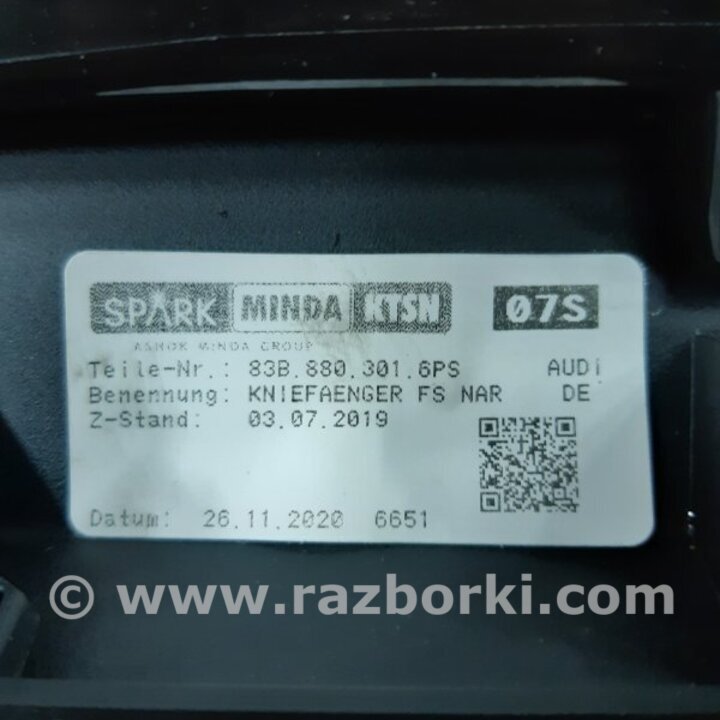 SPARK MINDA KTSN 07S
ASHOK MINDA GROUP
Teile-Nr.: 83B.880.301.6PS AUDi
Benennung: KNIEFAENGER FS NAR DE
Z-Stand: 03.07.2019
Datum: 26.11.2020 6651
© www.razborki.com